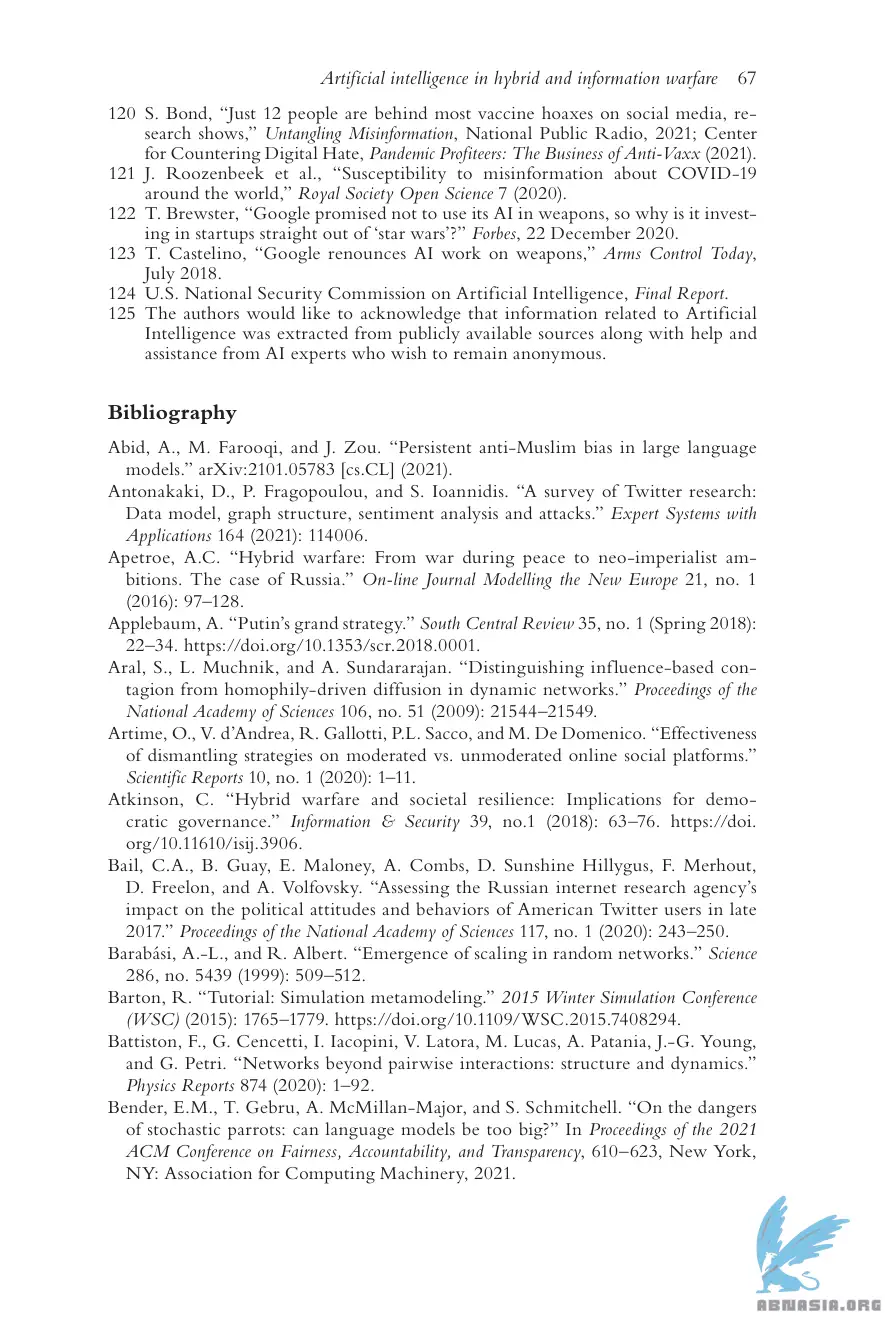 Artificial intelligence in hybrid and information warfare 67
120 S. Bond, “Just 12 people are behind most vaccine hoaxes on social media, re-
search shows,” Untangling Misinformation, National Public Radio, 2021; Center
for Countering Digital Hate, Pandemic Profiteers: The Business of Anti-Vaxx (2021).
121 J. Roozenbeek et al., “Susceptibility to misinformation about COVID-19
around the world,” Royal Society Open Science 7 (2020).
122 T. Brewster, “Google promised not to use its AI in weapons, so why is it invest-
ing in startups straight out of ‘star wars’?” Forbes, 22 December 2020.
123 T. Castelino, “Google renounces AI work on weapons,” Arms Control Today,
July 2018.
124 U.S. National Security Commission on Artificial Intelligence, Final Report.
125 The authors would like to acknowledge that information related to Artificial
Intelligence was extracted from publicly available sources along with help and
assistance from AI experts who wish to remain anonymous.
Bibliography
Abid, A., M. Farooqi, and J. Zou. “Persistent anti-Muslim bias in large language
models.” arXiv:2101.05783 [cs.CL] (2021).
Antonakaki, D., P. Fragopoulou, and S. Ioannidis. “A survey of Twitter research:
Data model, graph structure, sentiment analysis and attacks.” Expert Systems with
Applications 164 (2021): 114006.
Apetroe, A.C. “Hybrid warfare: From war during peace to neo-imperialist am-
bitions. The case of Russia.” On-line Journal Modelling the New Europe 21, no. 1
(2016): 97–128.
Applebaum, A. “Putin’s grand strategy.” South Central Review 35, no. 1 (Spring 2018):
22–34. https://doi.org/10.1353/scr.2018.0001.
Aral, S., L. Muchnik, and A. Sundararajan. “Distinguishing influence-based con-
tagion from homophily-driven diffusion in dynamic networks.” Proceedings of the
National Academy of Sciences 106, no. 51 (2009): 21544–21549.
Artime, O., V. d’Andrea, R. Gallotti, P.L. Sacco, and M. De Domenico. “Effectiveness
of dismantling strategies on moderated vs. unmoderated online social platforms.”
Scientific Reports 10, no. 1 (2020): 1–11.
Atkinson, C. “Hybrid warfare and societal resilience: Implications for demo-
cratic governance.” Information & Security 39, no.1 (2018): 63–76. https://doi.
org/10.11610/isij.3906.
Bail, C.A., B. Guay, E. Maloney, A. Combs, D. Sunshine Hillygus, F. Merhout,
D. Freelon, and A. Volfovsky. “Assessing the Russian internet research agency’s
impact on the political attitudes and behaviors of American Twitter users in late
2017.” Proceedings of the National Academy of Sciences 117, no. 1 (2020): 243–250.
Barabási, A.-L., and R. Albert. “Emergence of scaling in random networks.” Science
286, no. 5439 (1999): 509–512.
Barton, R. “Tutorial: Simulation metamodeling.” 2015 Winter Simulation Conference
(WSC) (2015): 1765–1779. https://doi.org/10.1109/WSC.2015.7408294.
Battiston, F., G. Cencetti, I. Iacopini, V. Latora, M. Lucas, A. Patania, J.-G. Young,
and G. Petri. “Networks beyond pairwise interactions: structure and dynamics.”
Physics Reports 874 (2020): 1–92.
Bender, E.M., T. Gebru, A. McMillan-Major, and S. Schmitchell. “On the dangers
of stochastic parrots: can language models be too big?” In Proceedings of the 2021
ACM Conference on Fairness, Accountability, and Transparency, 610–623, New York,
NY: Association for Computing Machinery, 2021.
ABNASIA.ORG